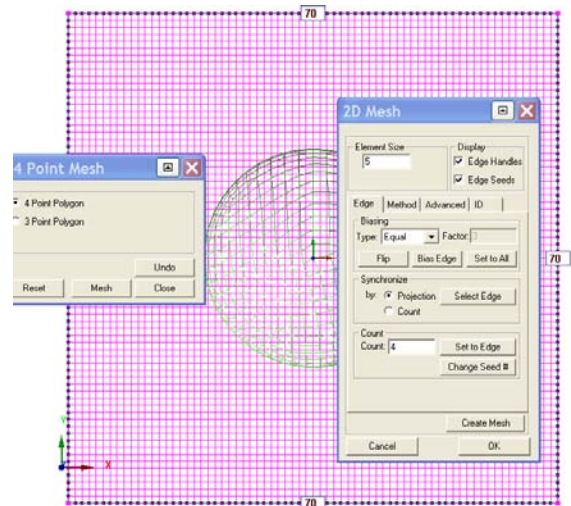 70
2D Mesh
Element Size
5
Display
Edge Handles
Edge Seeds
4 Point Mesh
4 Point Polygon
3 Point Polygon
Undo
Reset Mesh Close
Edge Method Advanced ID
Biasing
Type: Equal Factor: 3
Flip Bias Edge Set to All
Synchronize
by: Projection Select Edge
Count
Count
Count: 4 Set to Edge
Change Seed #
Create Mesh
Cancel OK
70
Y
X
70